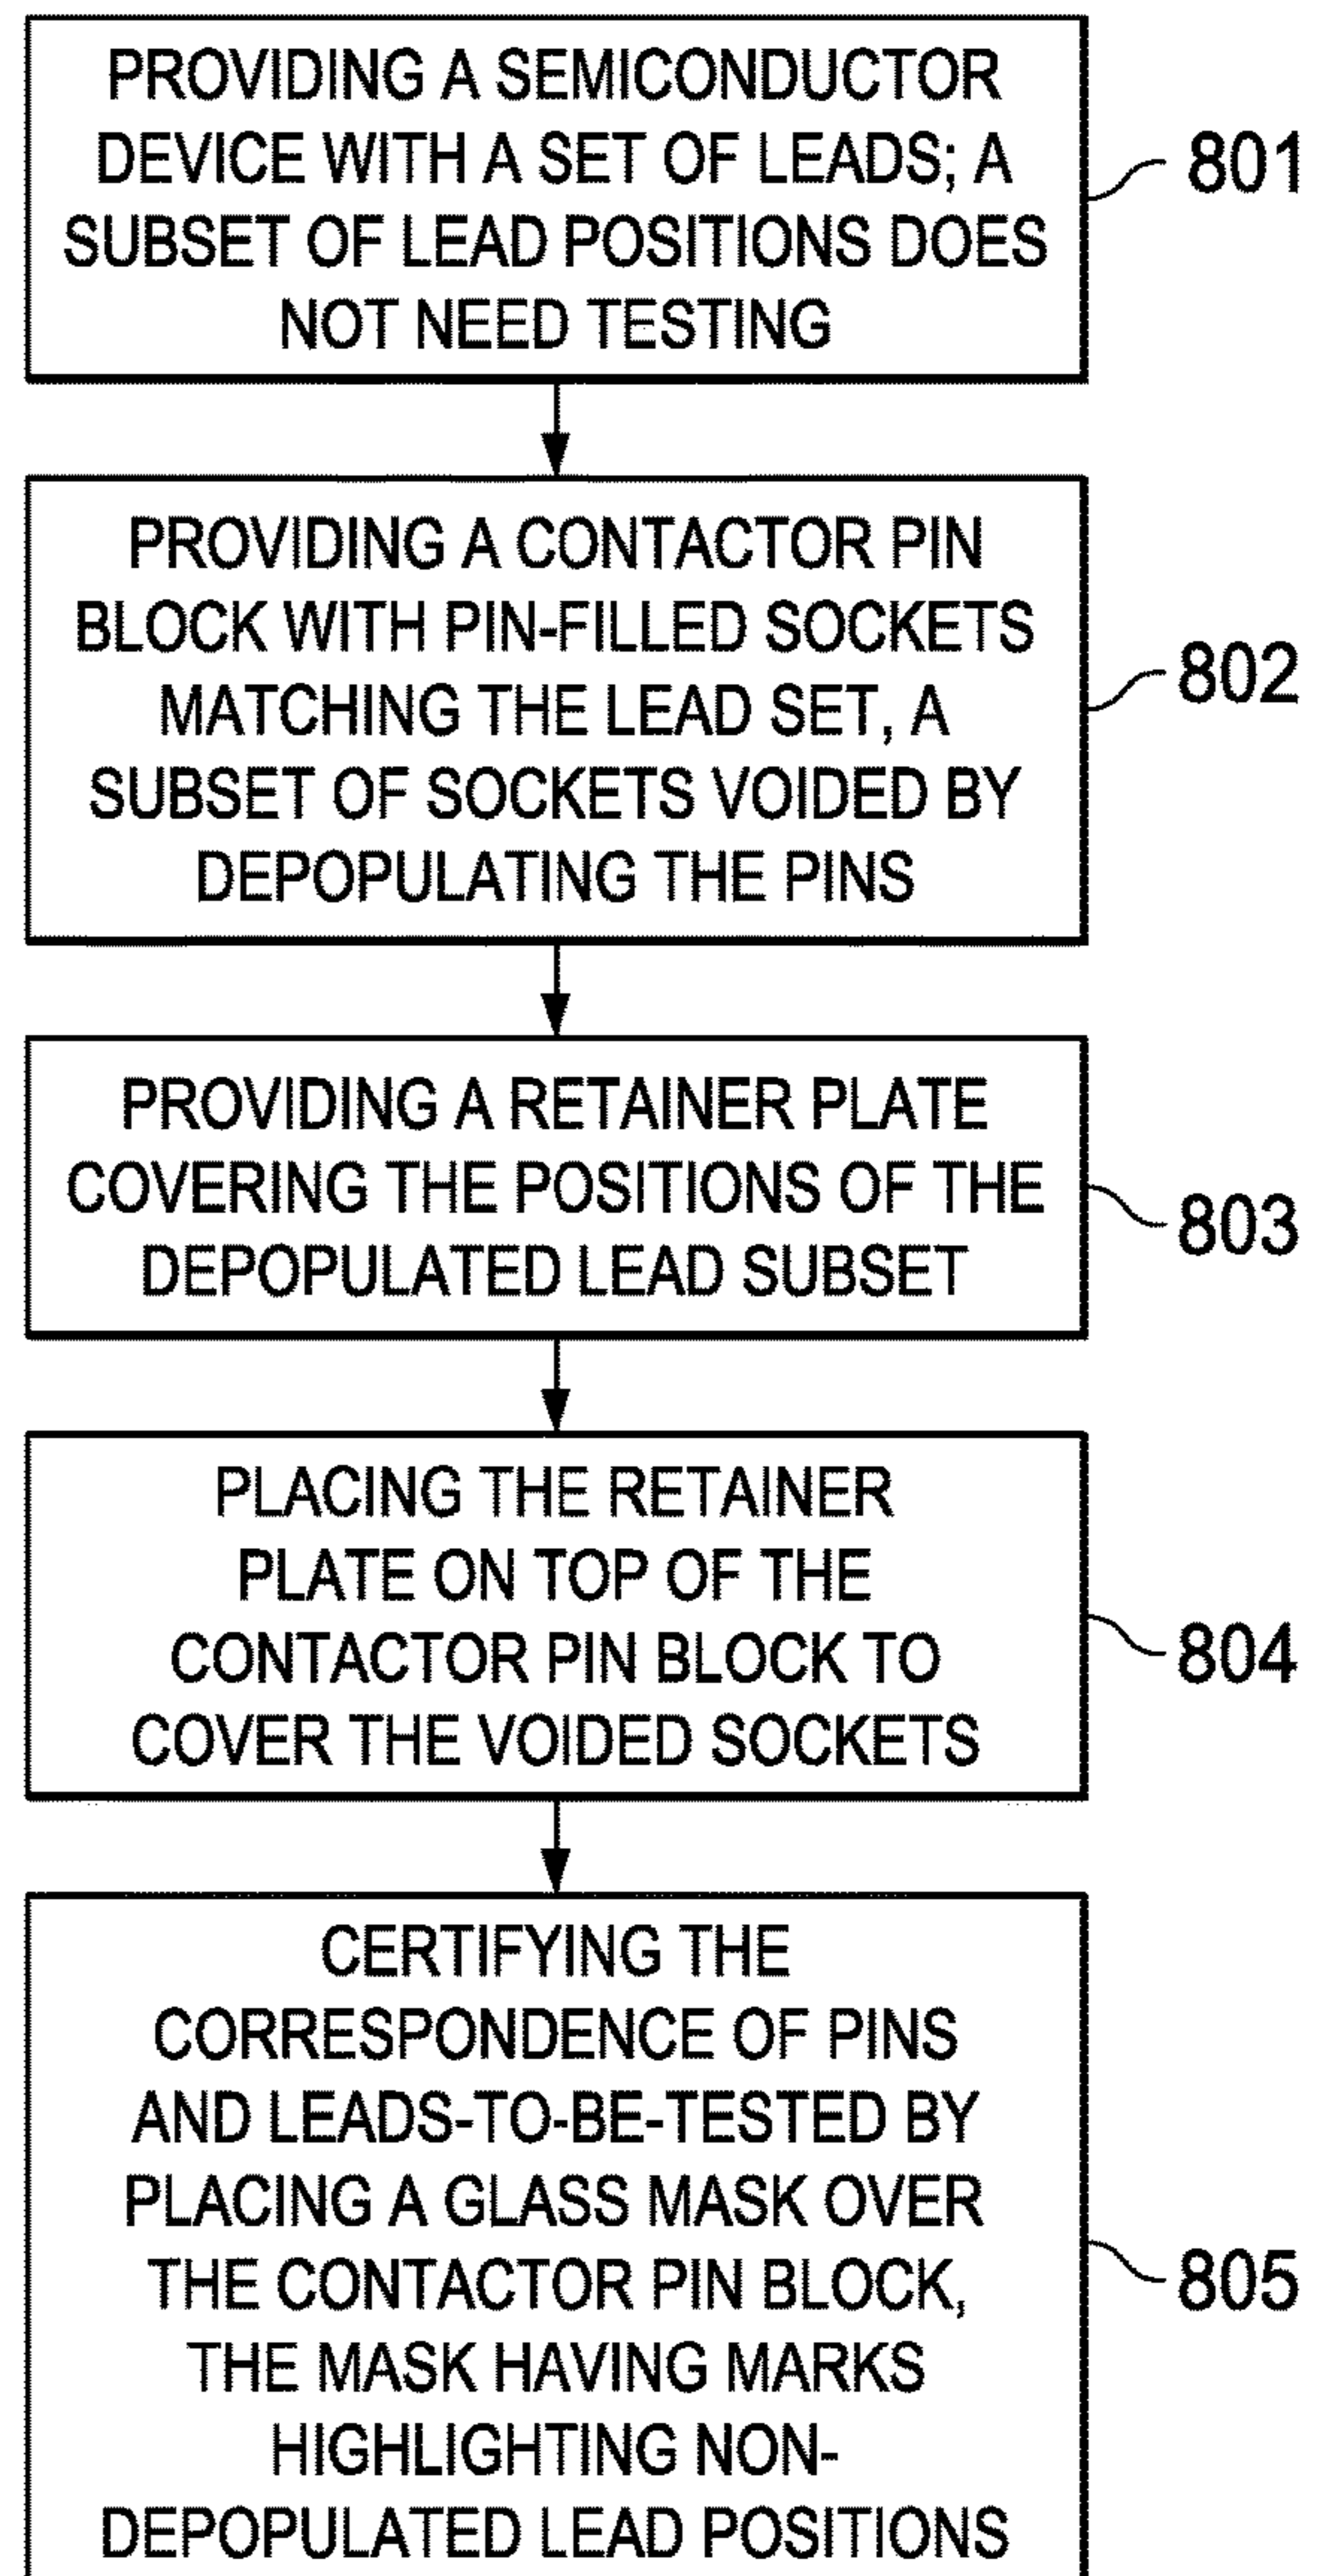 PROVIDING A SEMICONDUCTOR
DEVICE WITH A SET OF LEADS; A
SUBSET OF LEAD POSITIONS DOES
NOT NEED TESTING
801
PROVIDING A CONTACTOR PIN
BLOCK WITH PIN-FILLED SOCKETS
MATCHING THE LEAD SET, A
SUBSET OF SOCKETS VOIDED BY
DEPOPULATING THE PINS
802
PROVIDING A RETAINER PLATE
COVERING THE POSITIONS OF THE
DEPOPULATED LEAD SUBSET
803
PLACING THE RETAINER
PLATE ON TOP OF THE
CONTACTOR PIN BLOCK TO
COVER THE VOIDED SOCKETS
804
CERTIFYING THE
CORRESPONDENCE OF PINS
AND LEADS-TO-BE-TESTED BY
PLACING A GLASS MASK OVER
THE CONTACTOR PIN BLOCK,
THE MASK HAVING MARKS
HIGHLIGHTING NON-
DEPOPULATED LEAD POSITIONS
805